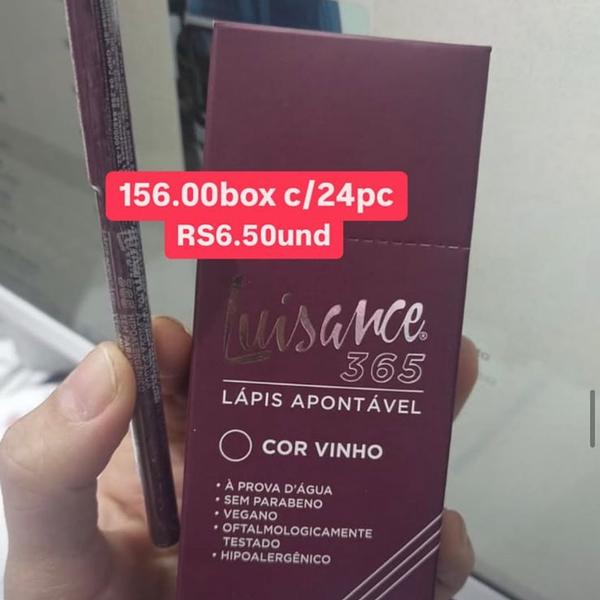 156.00box c/24pc
RS6.50und
Luisance®
365
LÁPIS APONTÁVEL
COR VINHO
• À PROVA D'ÁGUA
• SEM PARABENO
• VEGANO
• OFTALMOLOGICAMENTE
TESTADO
• HIPOALERGÊNICO